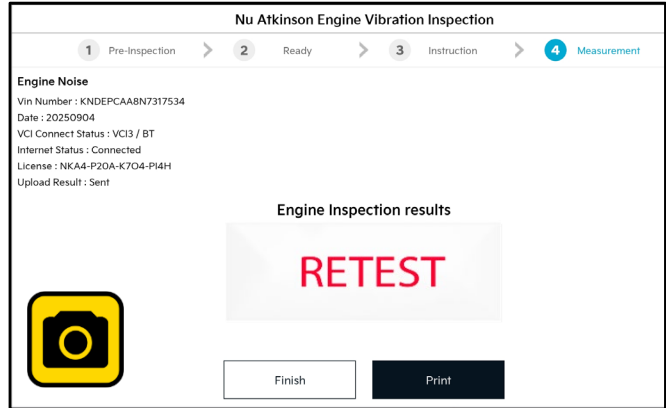 Nu Atkinson Engine Vibration Inspection
1 Pre-Inspection > 2 Ready > 3 Instruction > 4 Measurement
Engine Noise
Vin Number : KNDEPCAA8N7317534
Date : 20250904
VCI Connect Status : VCI3 / BT
Internet Status : Connected
License : NKA4-P20A-K7O4-PI4H
Upload Result : Sent
Engine Inspection results
RETEST
Finish Print